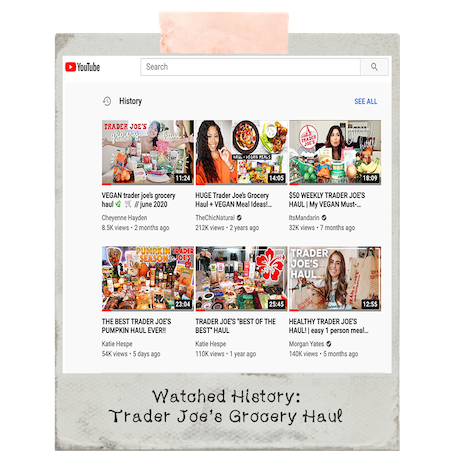 YouTube
Search
History
SEE ALL
TRADER JOE'S
grocery haul
11:24
HAUL + VEGAN MEALS
14:05
TRADER JOE'S
18:09
VEGAN trader joe's grocery
haul 🌿 🛒 // june 2020
Cheyenne Hayden
8.5K views • 2 months ago
HUGE Trader Joe's Grocery
Haul + VEGAN Meal Ideas!...
TheChicNatural
212K views • 2 years ago
$50 WEEKLY TRADER JOE'S
HAUL | My VEGAN Must-...
ItsMandarin
32K views • 7 months ago
PUMPKIN
SEASON
TRADER JOE'S
23:04
25:45
TRADER
JOE'S
HAUL
12:55
THE BEST TRADER JOE'S
PUMPKIN HAUL EVER!!
Katie Hespe
54K views • 5 days ago
TRADER JOE'S "BEST OF THE
BEST" HAUL
Katie Hespe
110K views • 1 year ago
HEALTHY TRADER JOE'S
HAUL! | easy 1 person meal...
Morgan Yates
140K views • 5 months ago
Watched History:
Trader Joe's Grocery Haul